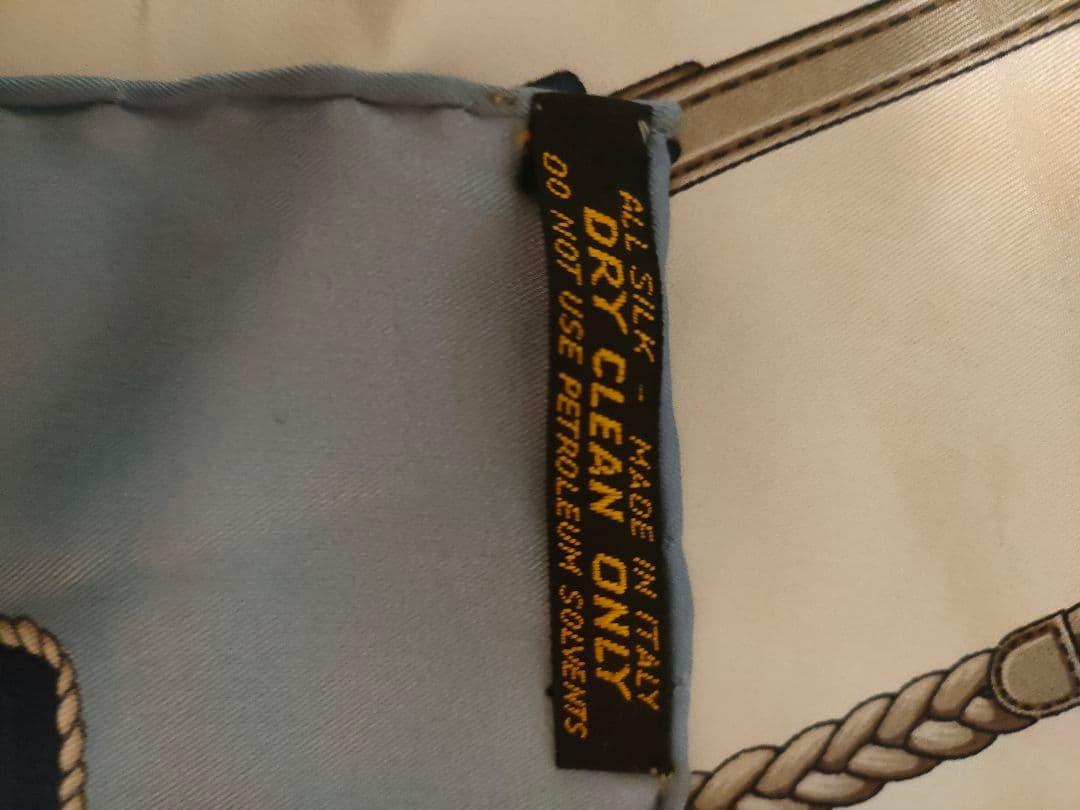 ALL SILK - MADE IN ITALY
DRY CLEAN ONLY
DO NOT USE PETROLEUM SOLVENTS